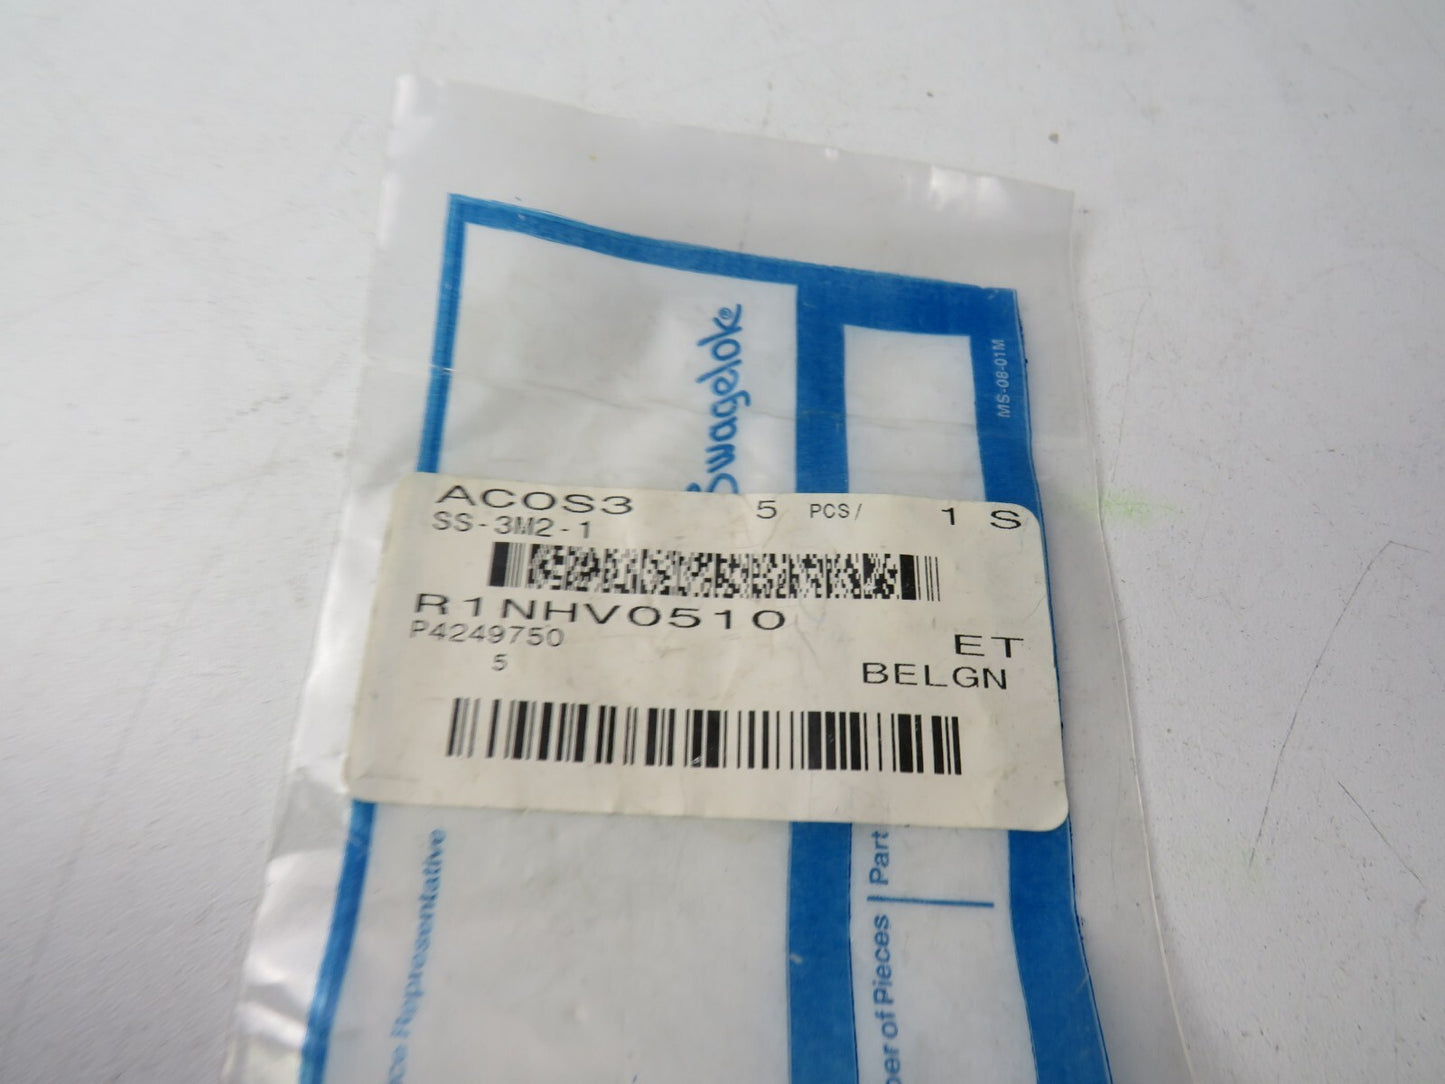 Swagelok®
MS-08-01M
ACOS3 5 PCS/ 1 S
SS-3M2-1
R1NHV0510
P4249750 ET
5 BELGN
Representative
of Pieces | Part